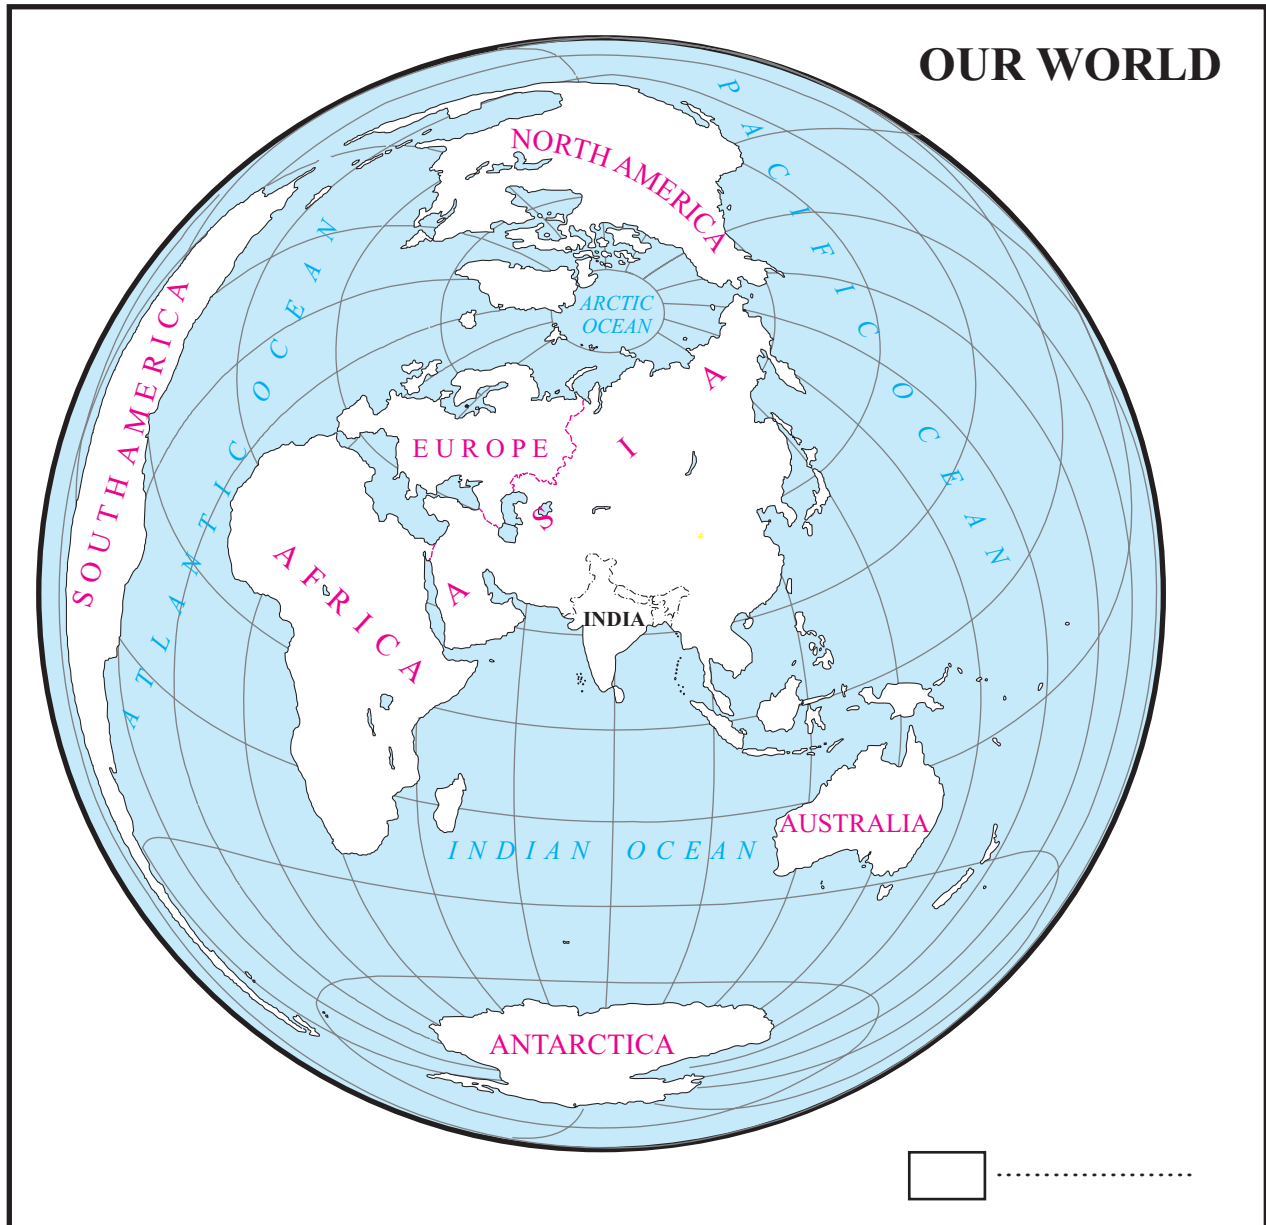 OUR WORLD
PACIFIC OCEAN
NORTH AMERICA
ATLANTIC OCEAN
ARCTIC
OCEAN
SOUTH AMERICA
EUROPE
ASIA
AFRICA
INDIA
AUSTRALIA
INDIAN OCEAN
ANTARCTICA